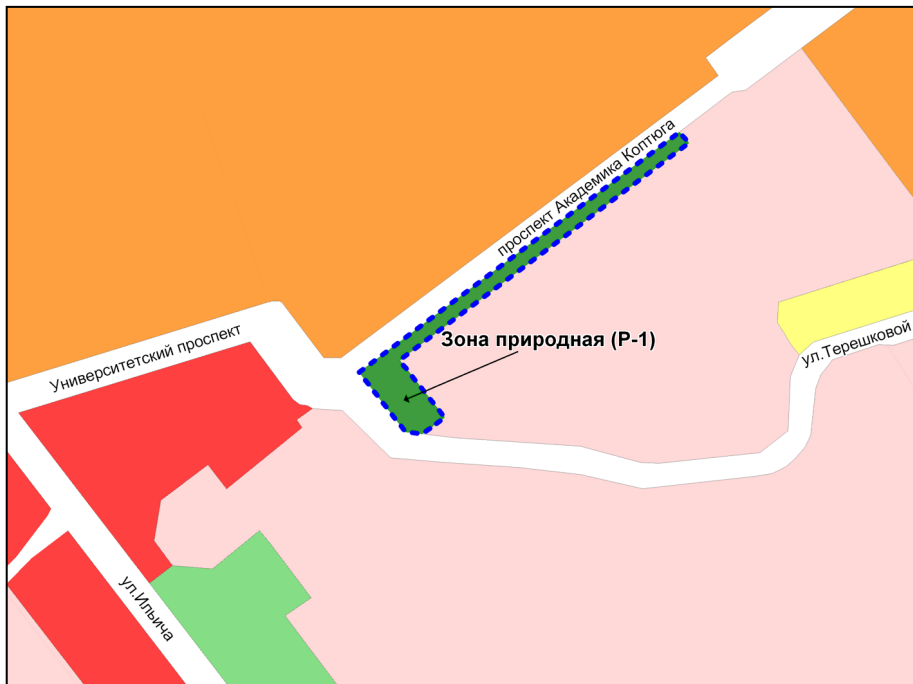 проспект Академика Коптюга
Зона природная (Р-1)
Университетский проспект
ул.Терешковой
ул.Ильича